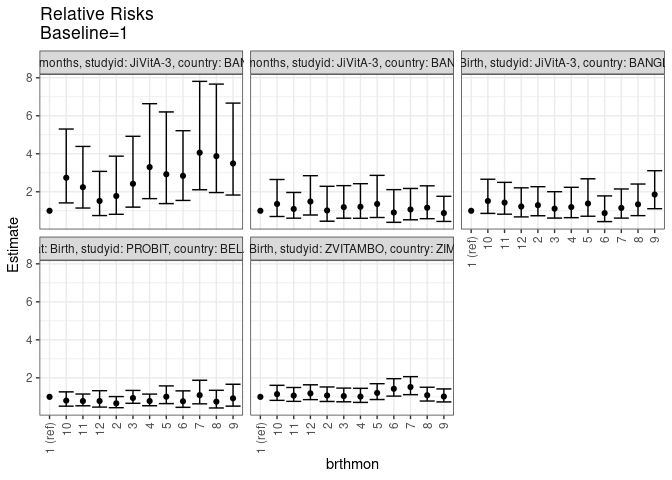 Relative Risks
Baseline=1
months, studyid: JiVitA-3, country: BAN
months, studyid: JiVitA-3, country: BAN
Birth, studyid: JiVitA-3, country: BANGL
8
6
4
2
t: Birth, studyid: PROBIT, country: BEL
Birth, studyid: ZVITAMBO, country: ZIM
1 (ref) 10 11 12 2 3 4 5 6 7 8 9
8
6
4
2
Estimate
1 (ref) 10 11 12 2 3 4 5 6 7 8 9
1 (ref) 10 11 12 2 3 4 5 6 7 8 9
brthmon